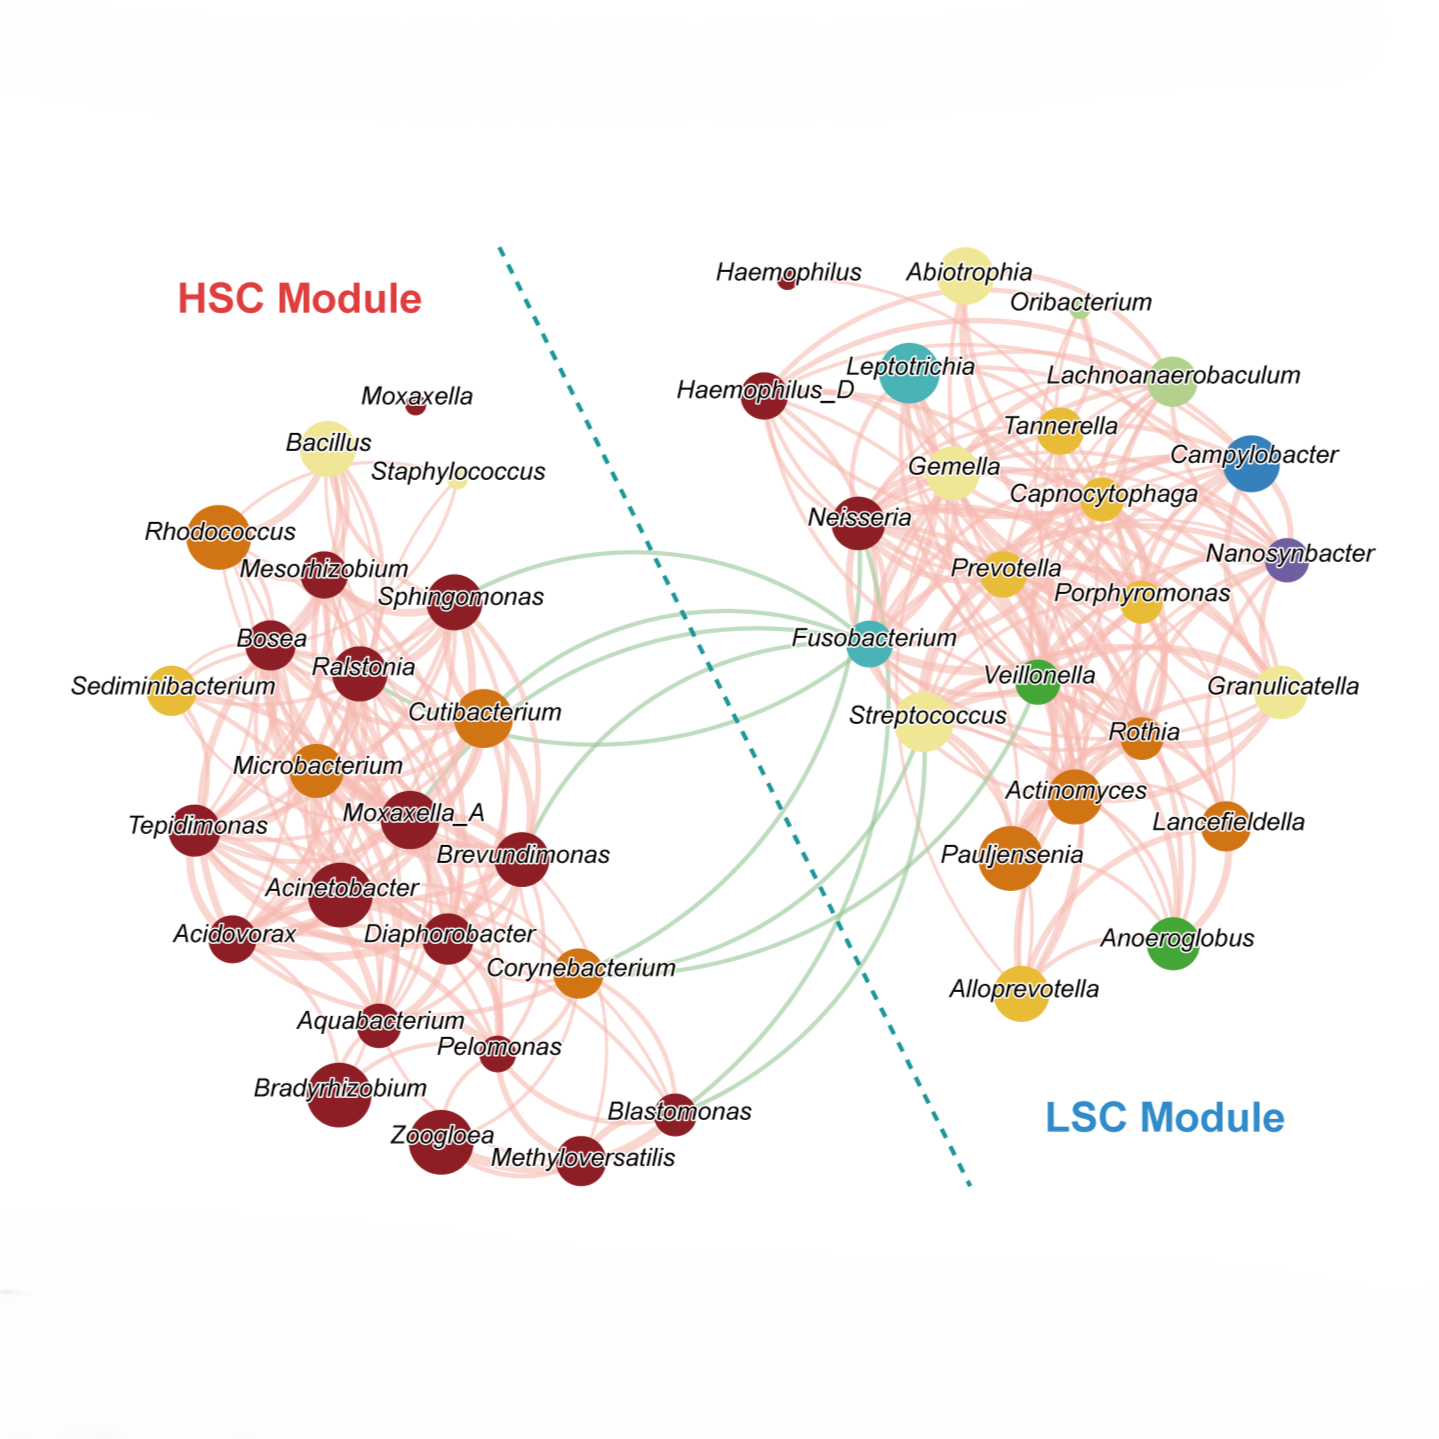 HSC Module
Moxaxella
Bacillus
Staphylococcus
Rhodococcus
Mesorhizobium
Sphingomonas
Bosea
Ralstonia
Sediminibacterium
Cutibacterium
Microbacterium
Moxaxella_A
Tepidimonas
Brevundimonas
Acinetobacter
Acidovorax
Diaphorobacter
Corynebacterium
Aquabacterium
Pelomonas
Bradyrhizobium
Blastomonas
Zoogloea
Methyloversatilis
Haemophilus
Abiotrophia
Oribacterium
Leptotrichia
Lachnoanaerobaculum
Haemophilus_D
Tannerella
Campylobacter
Gemella
Capnocytophaga
Neisseria
Nanosynbacter
Prevotella
Porphyromonas
Fusobacterium
Veillonella
Granulicatella
Streptococcus
Rothia
Actinomyces
Lancefieldella
Pauljensenia
Anoeroglobus
Alloprevotella
LSC Module